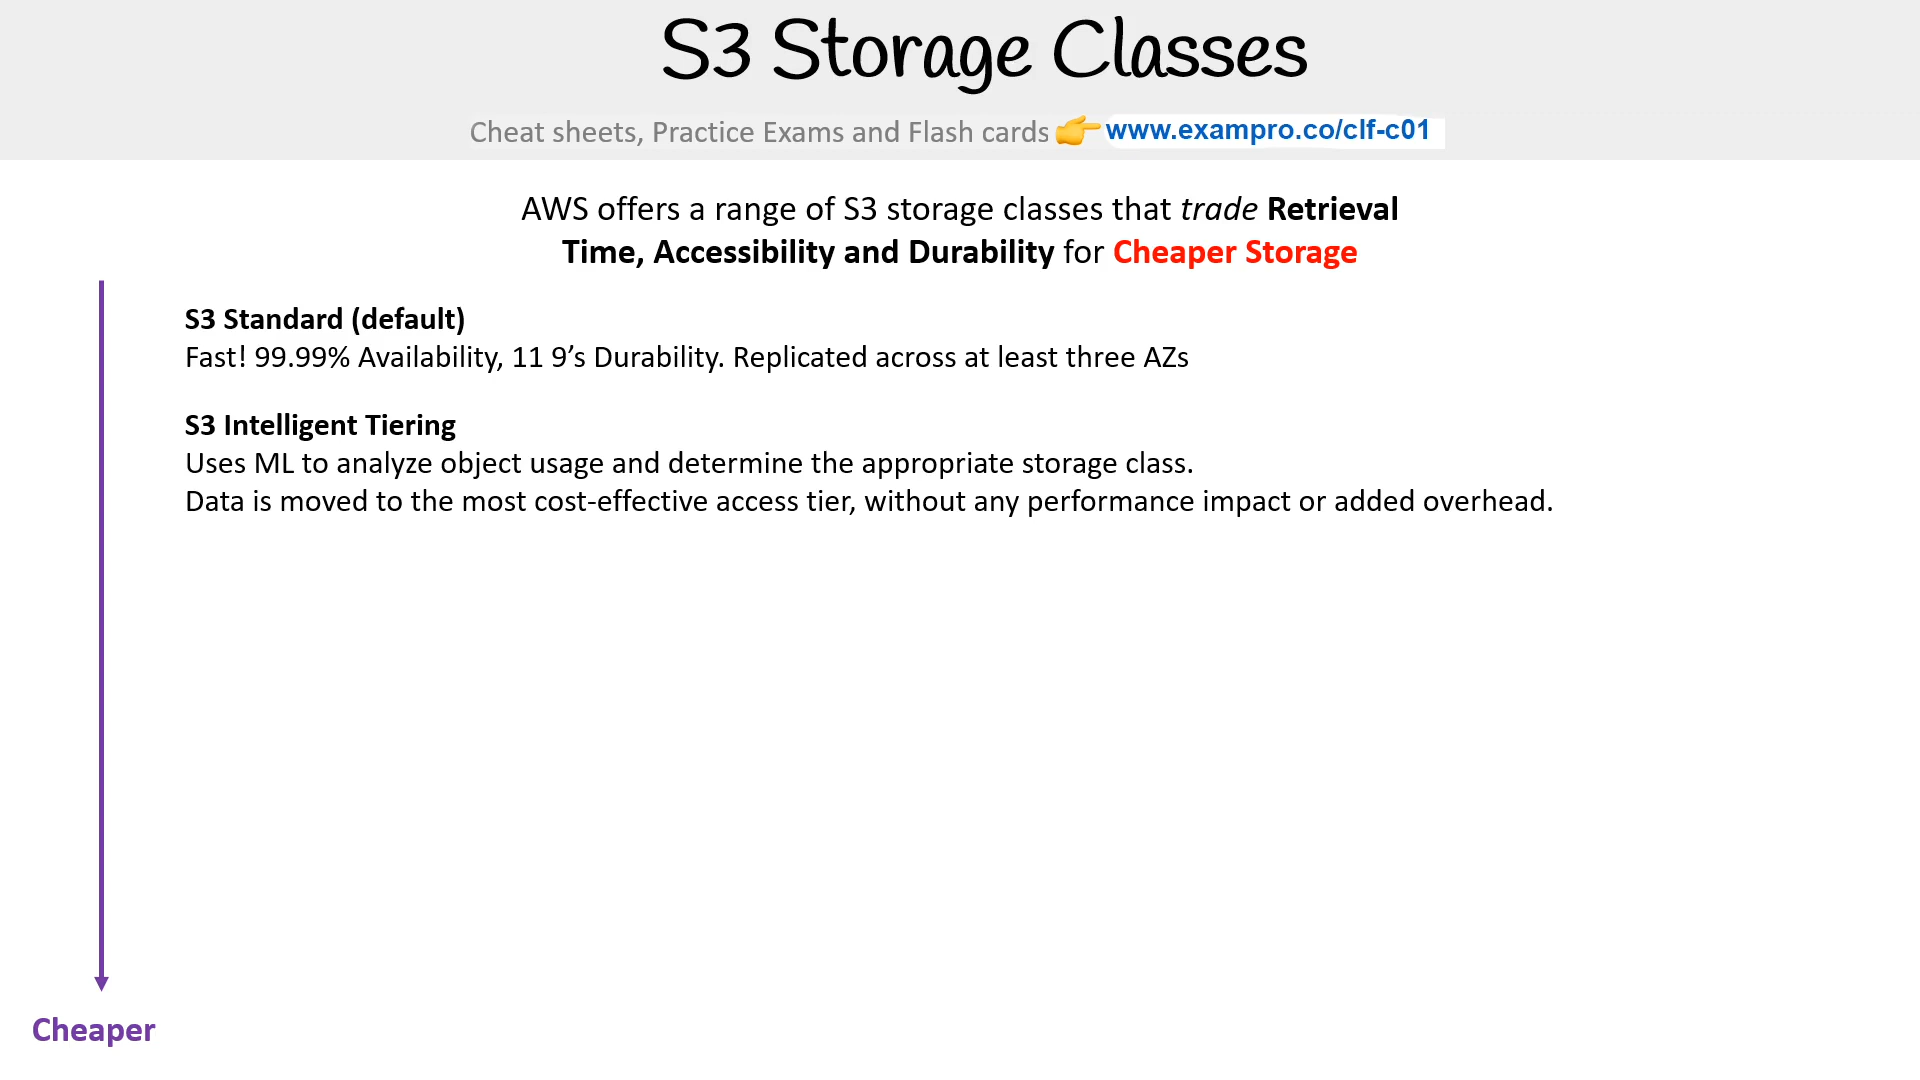 S3 Storage Classes
Cheat sheets, Practice Exams and Flash cards 👉 www.exampro.co/clf-c01
AWS offers a range of S3 storage classes that trade Retrieval
Time, Accessibility and Durability for Cheaper Storage
S3 Standard (default)
Fast! 99.99% Availability, 11 9’s Durability. Replicated across at least three AZs
S3 Intelligent Tiering
Uses ML to analyze object usage and determine the appropriate storage class.
Data is moved to the most cost-effective access tier, without any performance impact or added overhead.
Cheaper